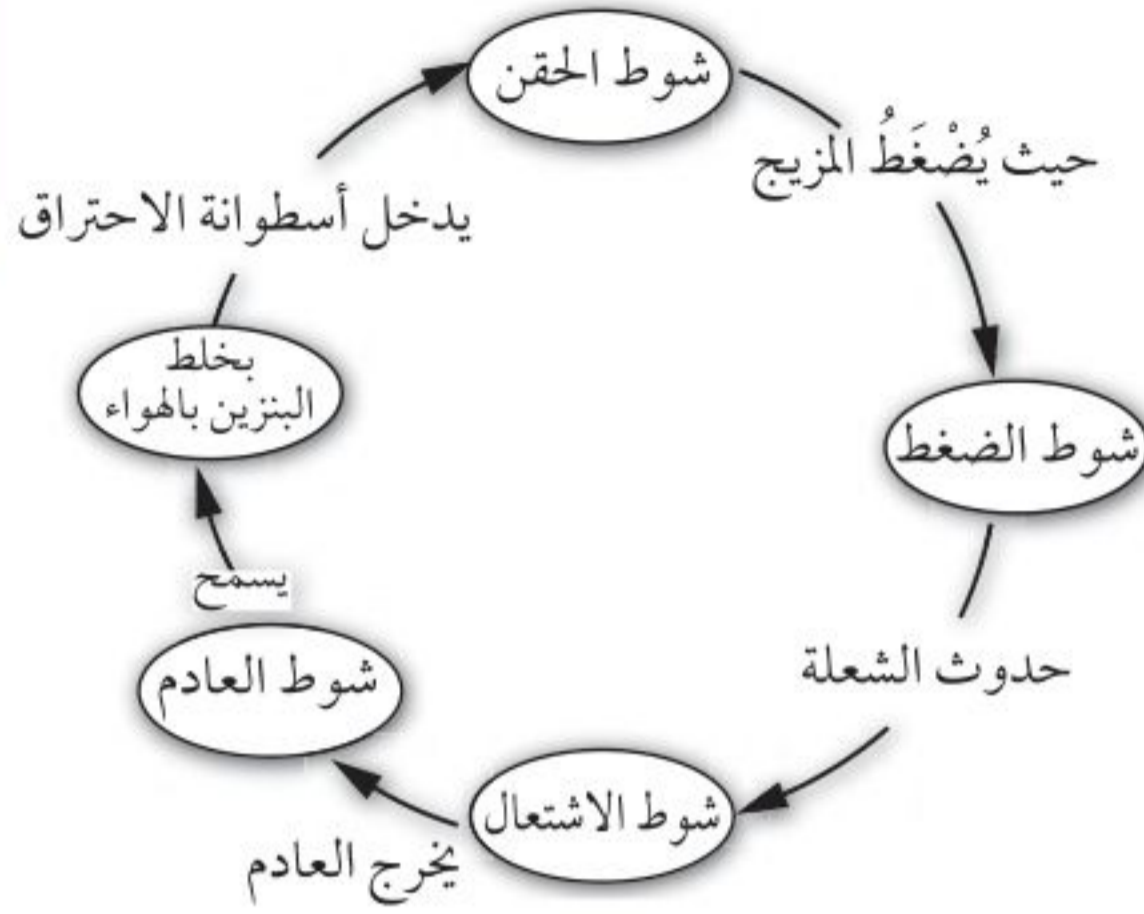 شوط الحقن
حيث يُضْغَطُ المزيج
شوط الضغط
حدوث الشعلة
شوط الاشتعال
يخرج العادم
شوط العادم
يسمح
بخلط
البنزين بالهواء
يدخل أسطوانة الاحتراق